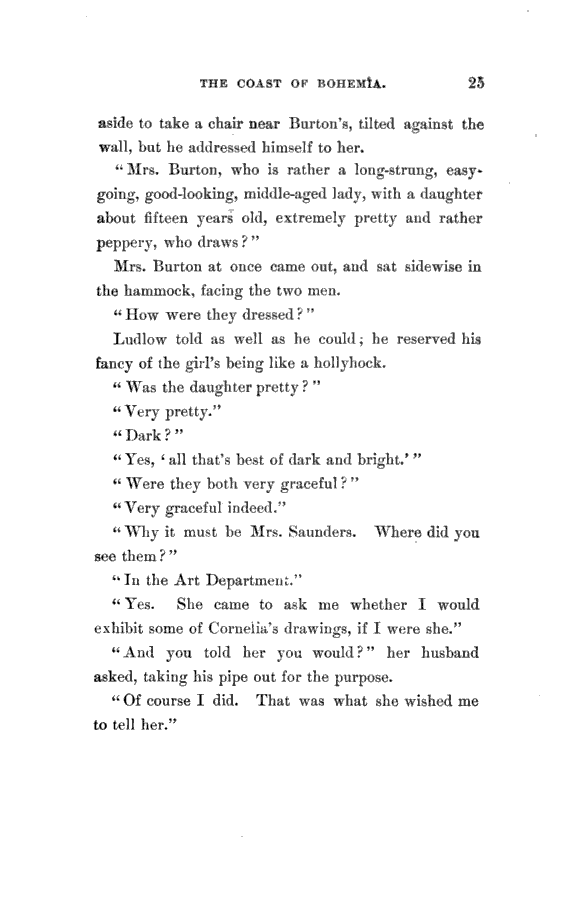 THE COAST OF BOHEMIA. 25
aside to take a chair near Burton's, tilted against the
wall, but he addressed himself to her.
"Mrs. Burton, who is rather a long-strung, easy-
going, good-looking, middle-aged lady, with a daughter
about fifteen years old, extremely pretty and rather
peppery, who draws?"
Mrs. Burton at once came out, and sat sidewise in
the hammock, facing the two men.
"How were they dressed?"
Ludlow told as well as he could; he reserved his
fancy of the girl's being like a hollyhock.
"Was the daughter pretty?"
"Very pretty."
"Dark?"
"Yes, 'all that's best of dark and bright.'"
"Were they both very graceful?"
"Very graceful indeed."
"Why it must be Mrs. Saunders. Where did you
see them?"
"In the Art Department."
"Yes. She came to ask me whether I would
exhibit some of Cornelia's drawings, if I were she."
"And you told her you would?" her husband
asked, taking his pipe out for the purpose.
"Of course I did. That was what she wished me
to tell her."